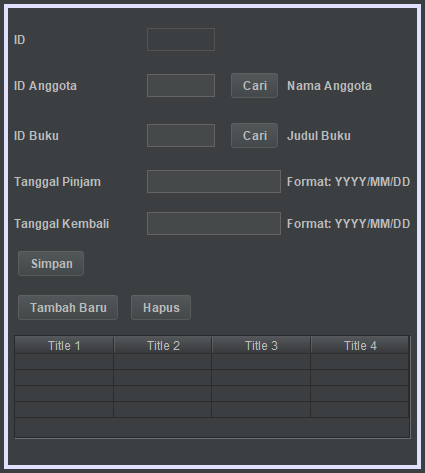 ID
ID Anggota Cari Nama Anggota
ID Buku Cari Judul Buku
Tanggal Pinjam Format: YYYY/MM/DD
Tanggal Kembali Format: YYYY/MM/DD
Simpan
Tambah Baru Hapus
Title 1 Title 2 Title 3 Title 4